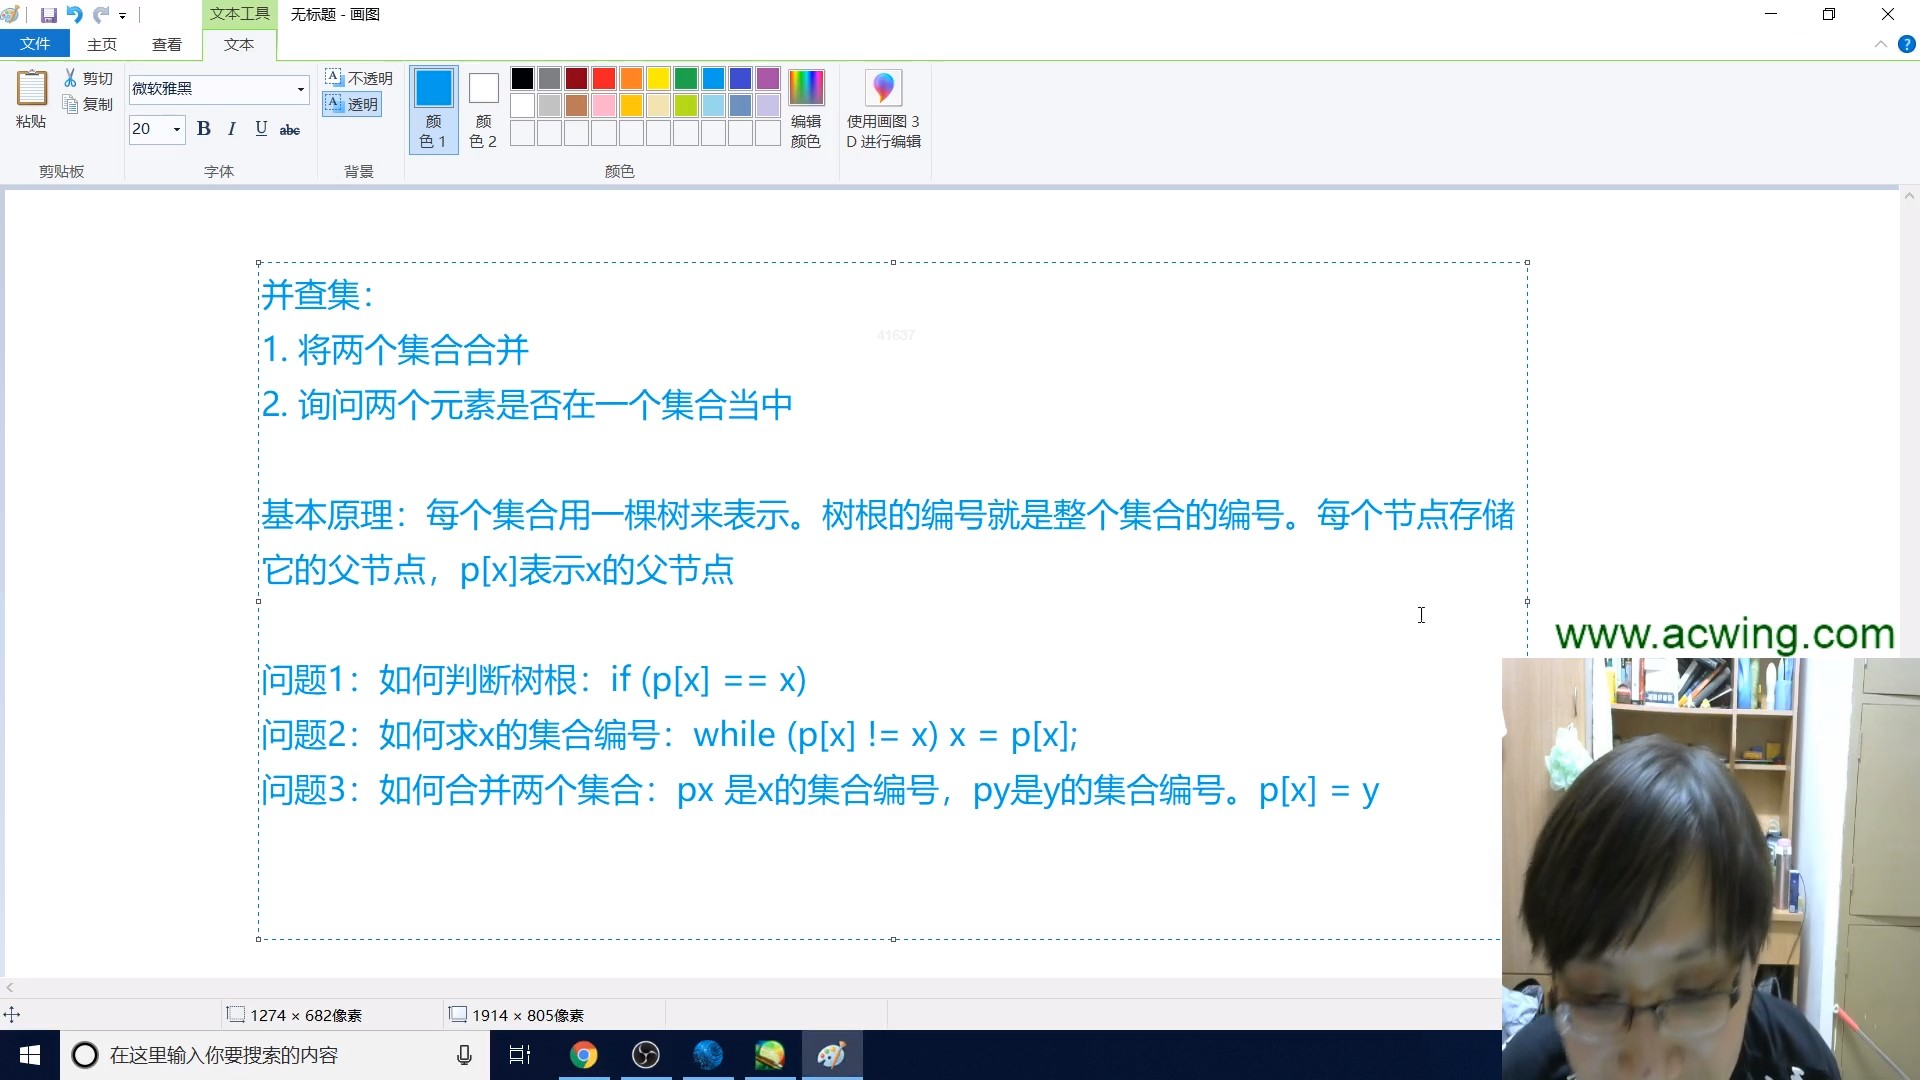 文本工具 无标题 - 画图
文件 主页 查看 文本
粘贴 剪切 复制 剪贴板
微软雅黑
20 B I U abc
字体
不透明
透明
背景
颜色 1
颜色 2
颜色
编辑颜色
使用画图 3D 进行编辑
并查集：
41637
1. 将两个集合合并
2. 询问两个元素是否在一个集合当中
基本原理：每个集合用一棵树来表示。树根的编号就是整个集合的编号。每个节点存储
它的父节点，p[x]表示x的父节点
www.acwing.com
问题1：如何判断树根：if (p[x] == x)
问题2：如何求x的集合编号：while (p[x] != x) x = p[x];
问题3：如何合并两个集合：px 是x的集合编号，py是y的集合编号。p[x] = y
1274 × 682像素 1914 × 805像素
在这里输入你要搜索的内容